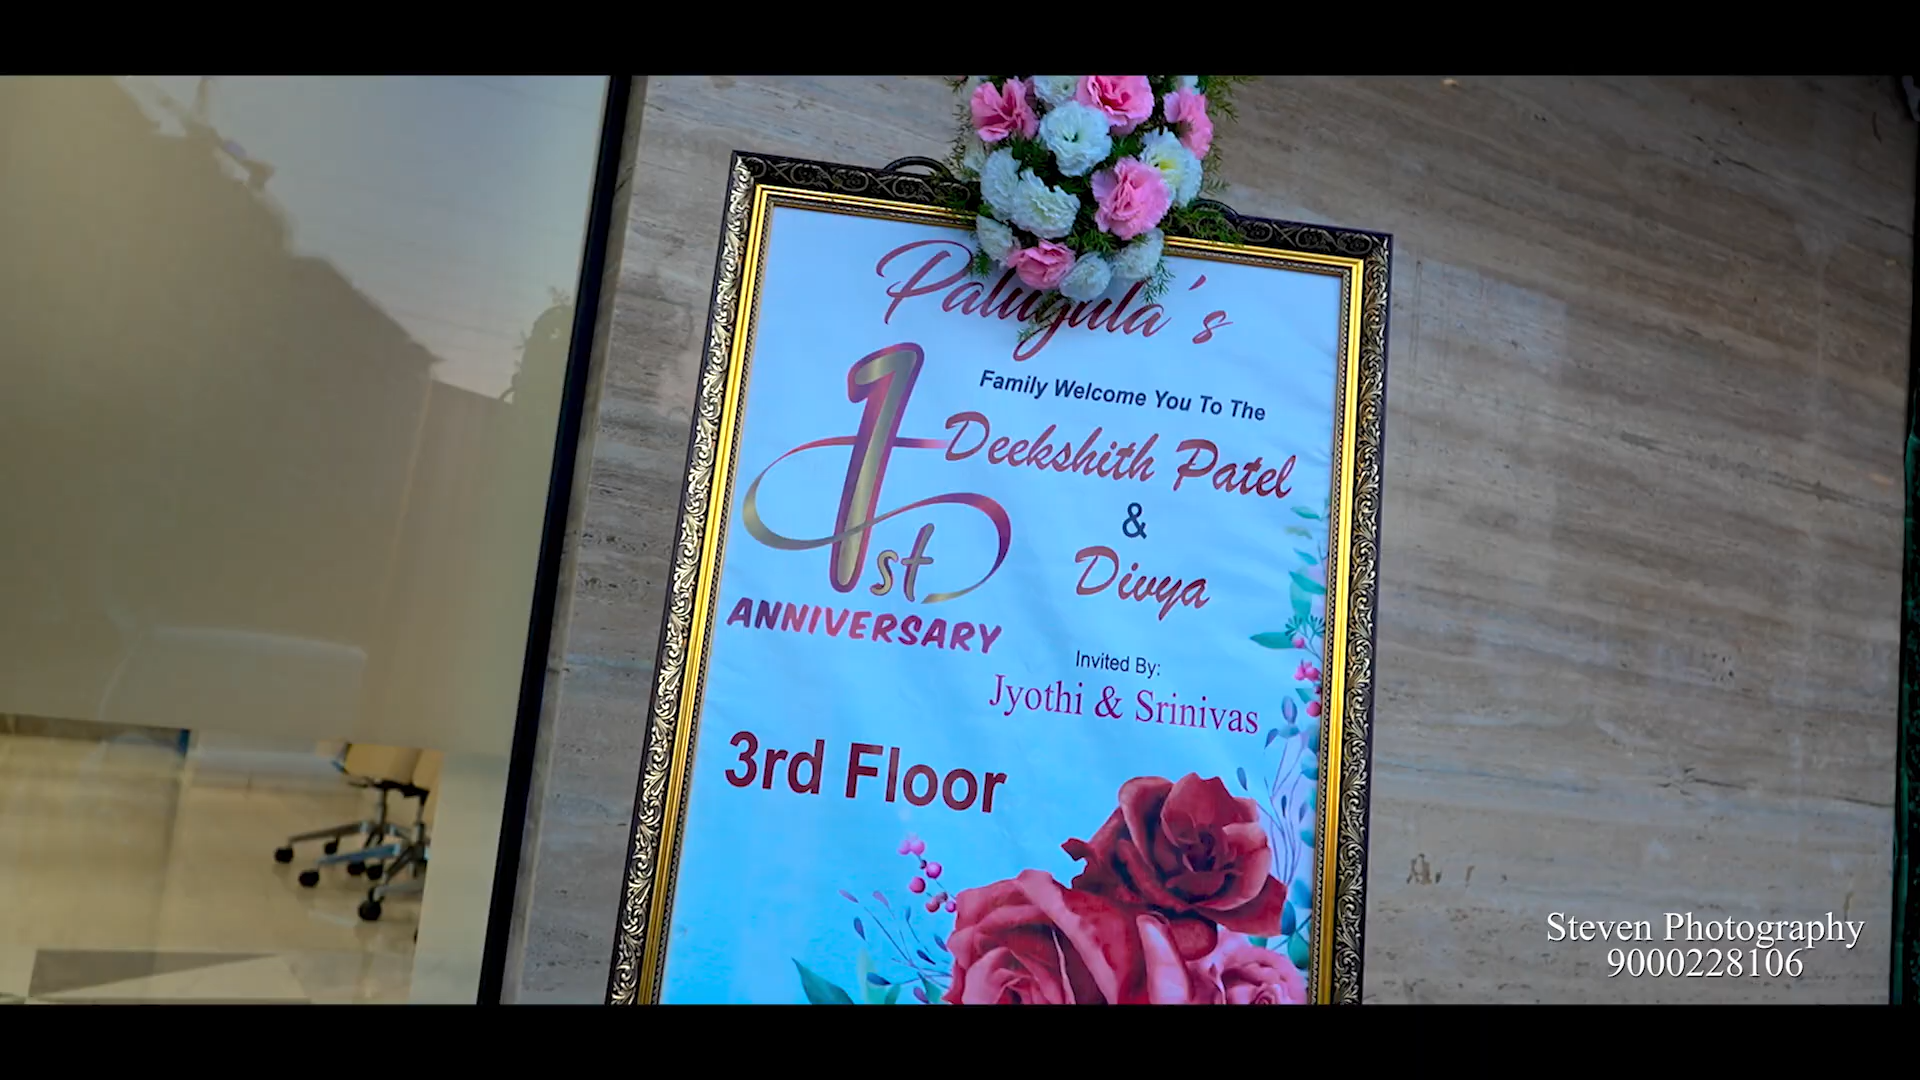 Palugula's
Family Welcome You To The
1st
ANNIVERSARY
Deekshith Patel
&
Divya
Invited By:
Jyothi & Srinivas
3rd Floor
Steven Photography
9000228106